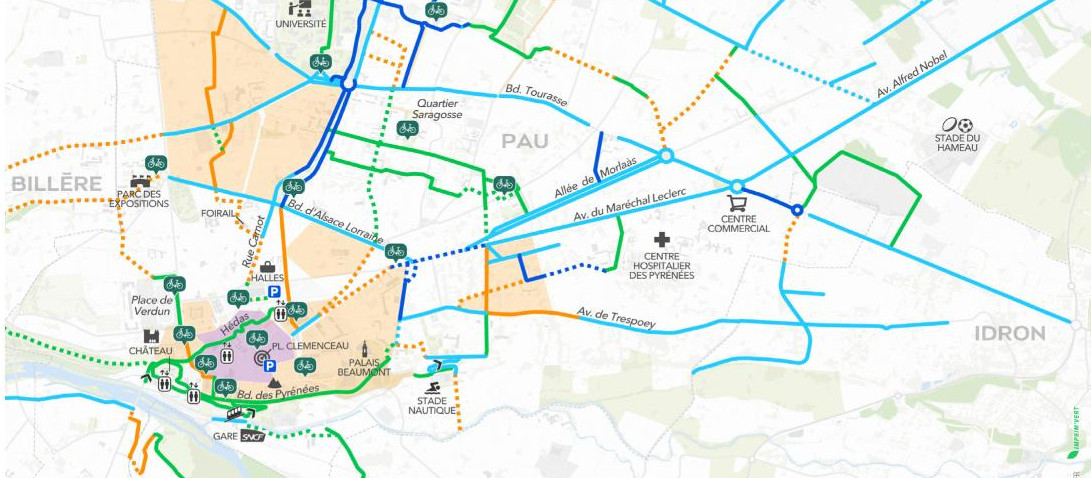 UNIVERSITÉ
Bd. Tourasse
Av. Alfred Nobel
Quartier
Saragosse
PAU
STADE DU
HAMEAU
BILLÈRE
PARC DES
EXPOSITIONS
FOIRAIL
Allée de Morlaàs
Av. du Maréchal Leclerc
CENTRE
COMMERCIAL
Bd. d'Alsace Lorraine
Rue Carnot
CENTRE
HOSPITALIER
DES PYRÉNÉES
HALLES
P
Place de
Verdun
Hédas
Av. de Trespoey
IDRON
CHÂTEAU
PL. CLEMENCEAU
P
PALAIS
BEAUMONT
Bd. des Pyrénées
STADE
NAUTIQUE
GARE SNCF
IMPRIM'VERT